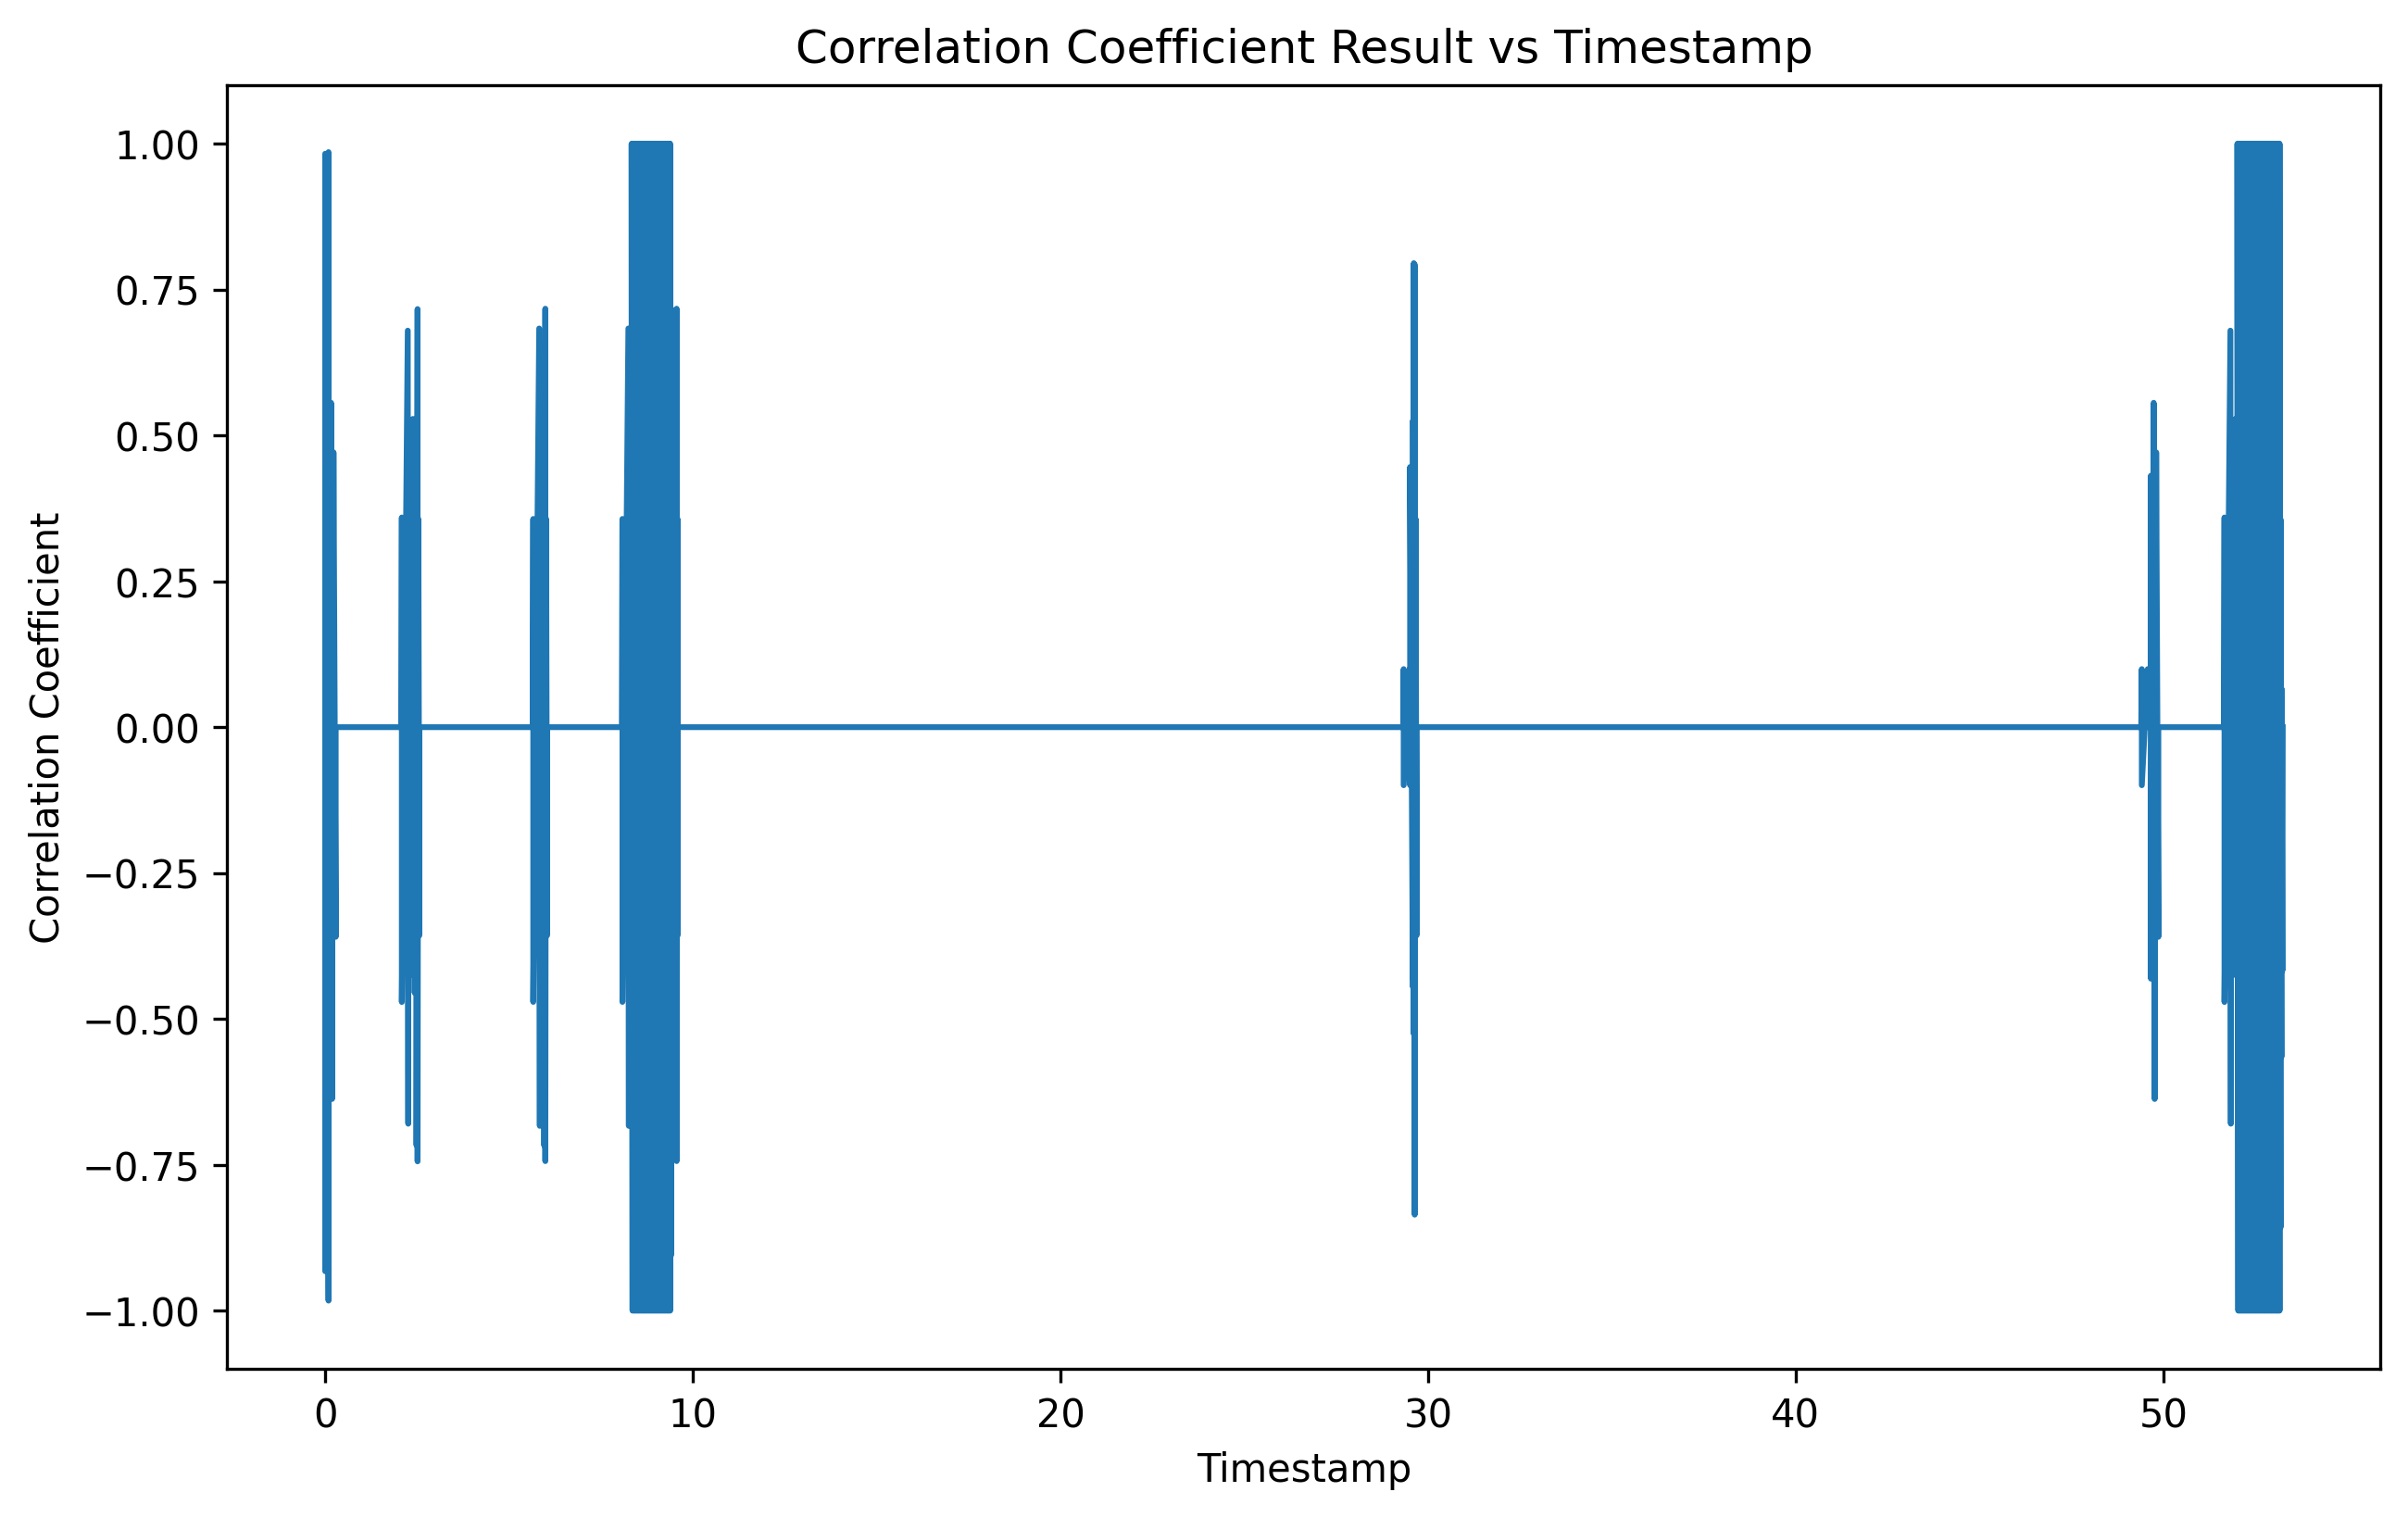 Correlation Coefficient Result vs Timestamp
Correlation Coefficient
1.00
0.75
0.50
0.25
0.00
−0.25
−0.50
−0.75
−1.00
0 10 20 30 40 50
Timestamp